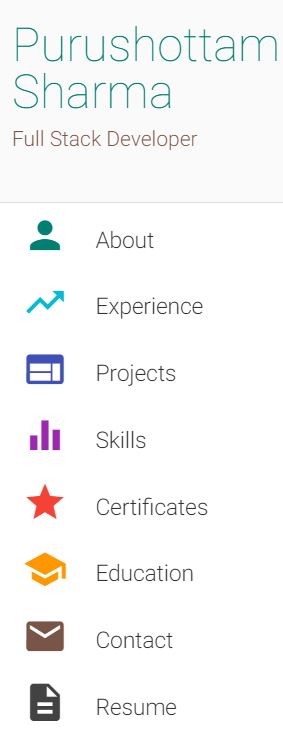 Purushottam
Sharma
Full Stack Developer
About
Experience
Projects
Skills
Certificates
Education
Contact
Resume